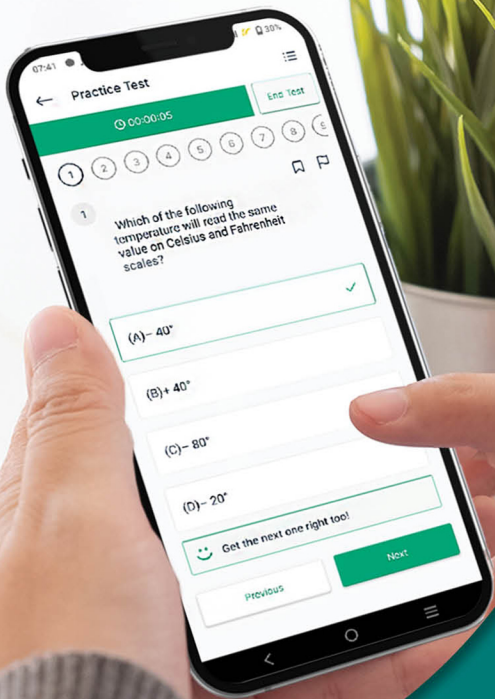 07:41 30%
Practice Test
00:00:05 End Test
1 2 3 4 5 6 7 8 9
1
Which of the following
temperature will read the same
value on Celsius and Fahrenheit
scales?
(A)– 40°
(B)+ 40°
(C)– 80°
(D)– 20°
Get the next one right too!
Previous Next